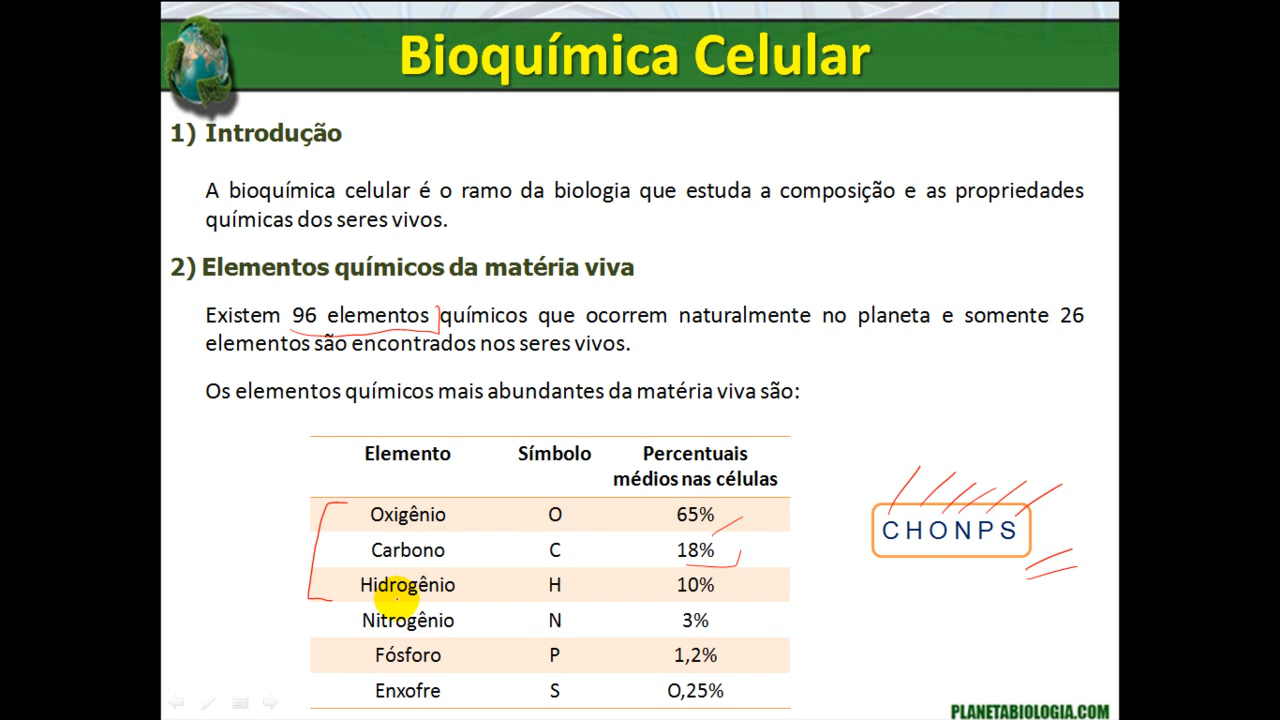 Bioquímica Celular
1) Introdução
A bioquímica celular é o ramo da biologia que estuda a composição e as propriedades
químicas dos seres vivos.
2) Elementos químicos da matéria viva
Existem 96 elementos químicos que ocorrem naturalmente no planeta e somente 26
elementos são encontrados nos seres vivos.
Os elementos químicos mais abundantes da matéria viva são:
Elemento Símbolo Percentuais
médios nas células
Oxigênio O 65%
Carbono C 18%
Hidrogênio H 10%
Nitrogênio N 3%
Fósforo P 1,2%
Enxofre S O,25%
C H O N P S
PLANETABIOLOGIA.COM